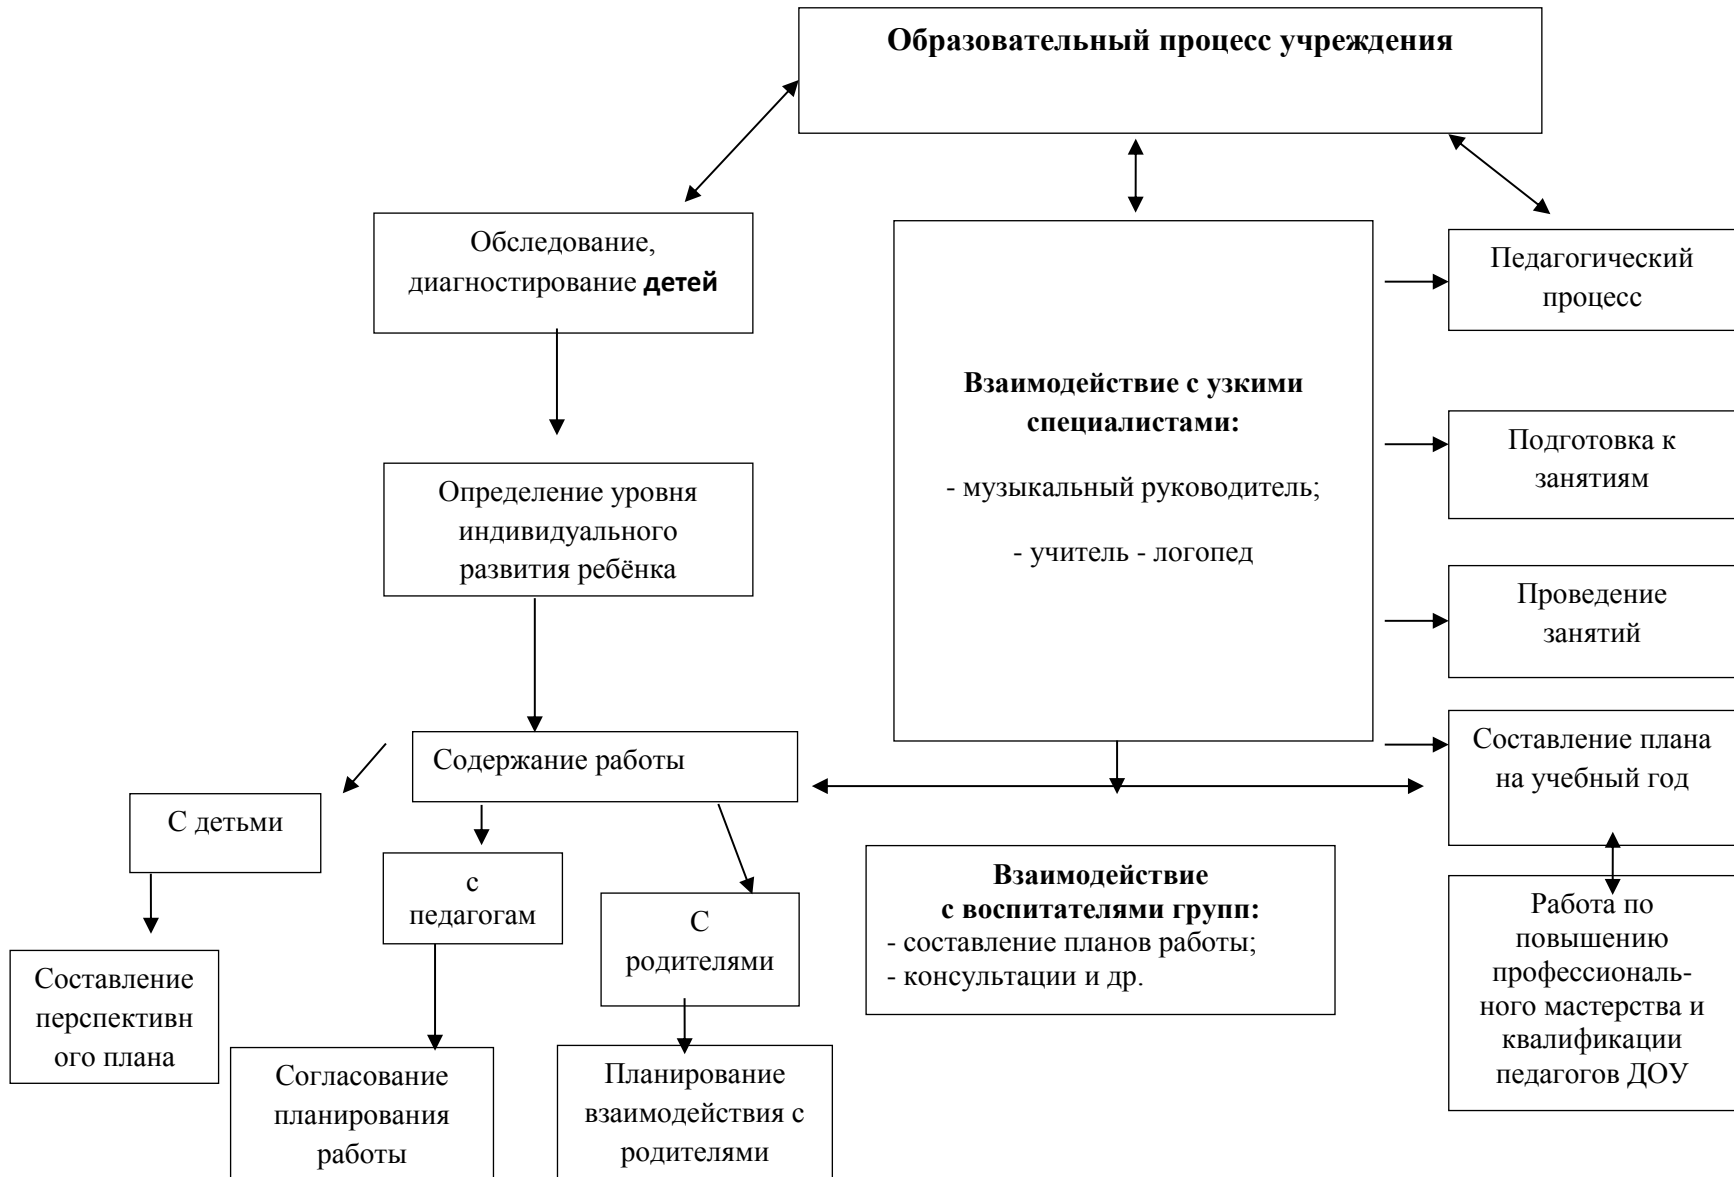 Образовательный процесс учреждения
Обследование,
диагностирование детей
Определение уровня
индивидуального
развития ребёнка
Содержание работы
С детьми
с
педагогам
С
родителями
Составление
перспективн
ого плана
Согласование
планирования
работы
Планирование
взаимодействия с
родителями
Взаимодействие с узкими
специалистами:
- музыкальный руководитель;
- учитель - логопед
Взаимодействие
с воспитателями групп:
- составление планов работы;
- консультации и др.
Педагогический
процесс
Подготовка к
занятиям
Проведение
занятий
Составление плана
на учебный год
Работа по
повышению
профессиональ-
ного мастерства и
квалификации
педагогов ДОУ